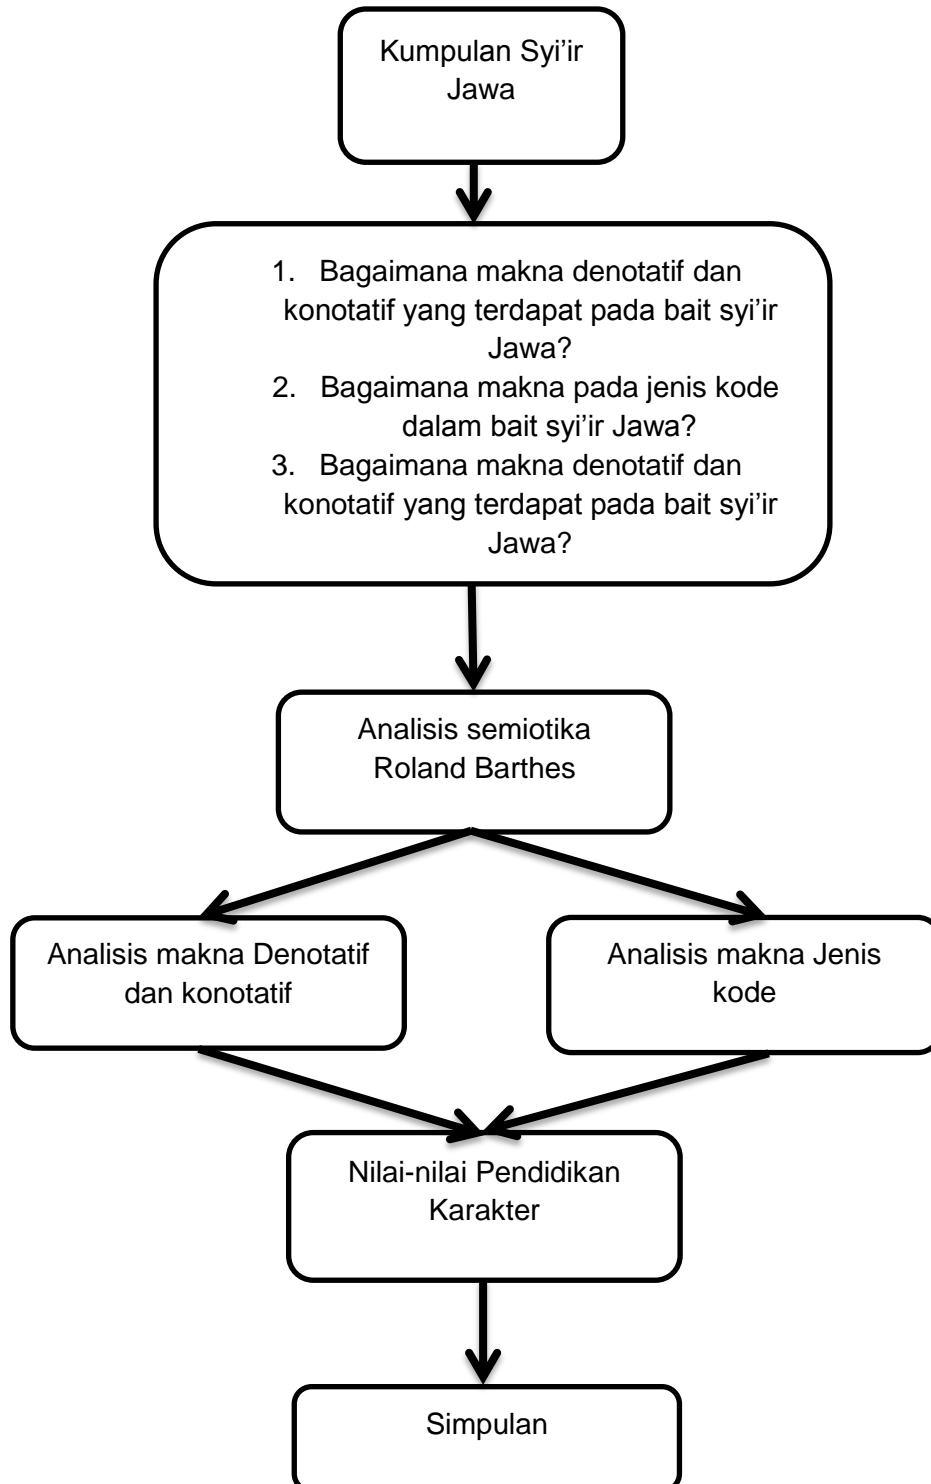 Kumpulan Syi’ir
Jawa
1. Bagaimana makna denotatif dan
konotatif yang terdapat pada bait syi’ir
Jawa?
2. Bagaimana makna pada jenis kode
dalam bait syi’ir Jawa?
3. Bagaimana makna denotatif dan
konotatif yang terdapat pada bait syi’ir
Jawa?
Analisis semiotika
Roland Barthes
Analisis makna Denotatif
dan konotatif
Analisis makna Jenis
kode
Nilai-nilai Pendidikan
Karakter
Simpulan